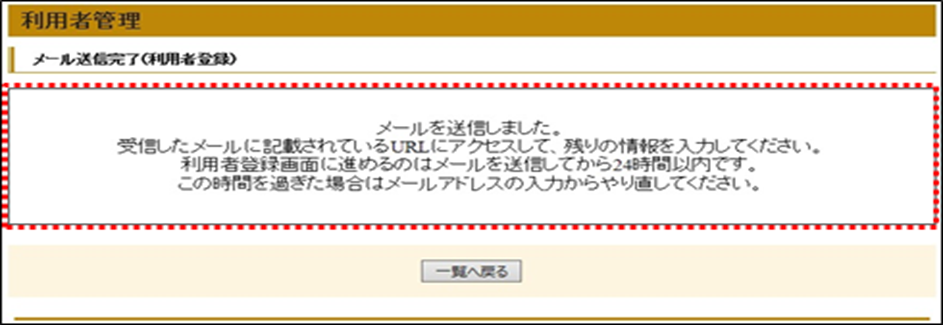 利用者管理
メール送信完了(利用者登録)
メールを送信しました。
受信したメールに記載されているURLにアクセスして、残りの情報を入力してください。
利用者登録画面に進めるのはメールを送信してから24時間以内です。
この時間を過ぎた場合はメールアドレスの入力からやり直してください。
一覧へ戻る